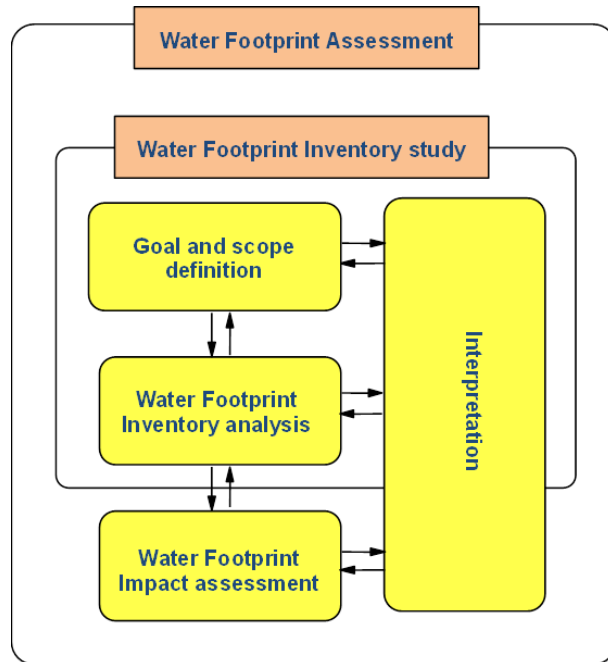 Water Footprint Assessment
Water Footprint Inventory study
Goal and scope
definition
Water Footprint
Inventory analysis
Water Footprint
Impact assessment
Interpretation